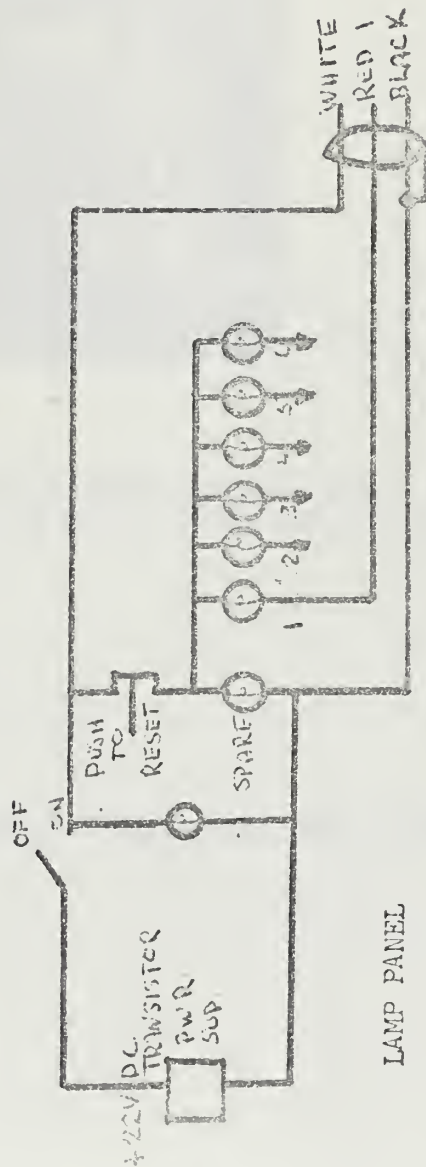 OFF
ON
+22V D.C.
TRANSISTOR
PWR
SUP
PUSH
TO
RESET
SPARE
1
2
3
4
5
6
WHITE
RED 1
BLACK
LAMP PANEL